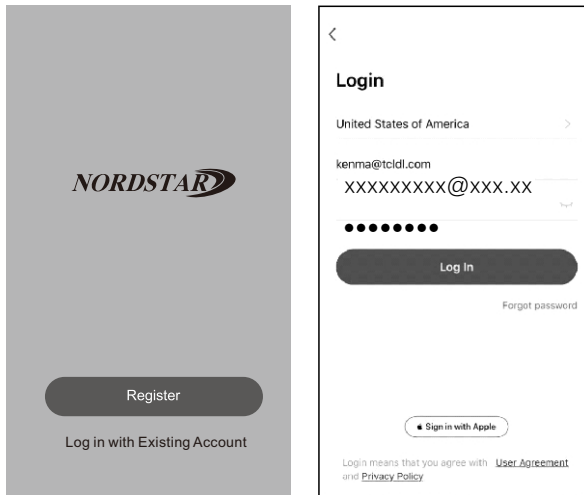 NORDSTAR
Register
Log in with Existing Account
Login
United States of America
kenma@tcldl.com
xxxxxxxxx@xxx.xx
●●●●●●●●
Log In
Forgot password
Sign in with Apple
Login means that you agree with User Agreement
and Privacy Policy